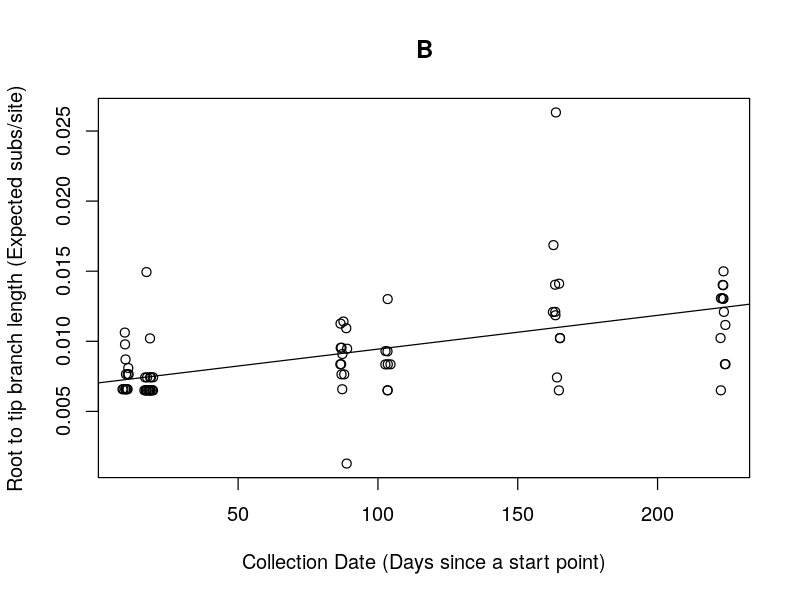 B
Root to tip branch length (Expected subs/site)
0.025
0.020
0.015
0.010
0.005
50 100 150 200
Collection Date (Days since a start point)